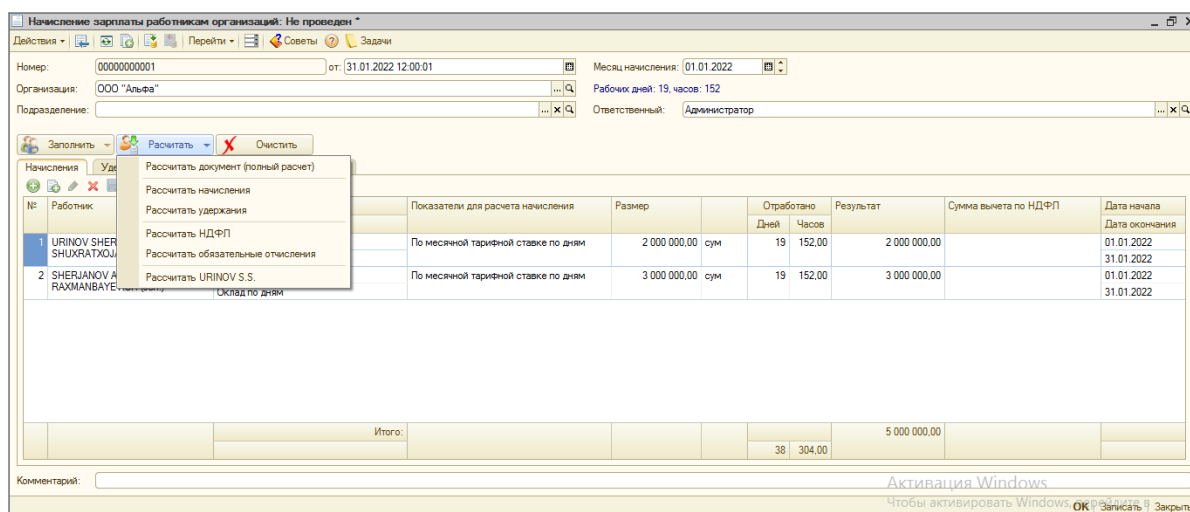 Начисление зарплаты работникам организаций: Не проведен *
Действия Перейти Советы Задачи
Номер: 00000000001 от: 31.01.2022 12:00:01 Месяц начисления: 01.01.2022
Организация: ООО "Альфа" ... Рабочих дней: 19, часов: 152
Подразделение: ... x Ответственный: Администратор ... x
Заполнить Расчитать Очистить
Начисления
Рассчитать документ (полный расчет)
Рассчитать начисления
Рассчитать удержания
Рассчитать НДФЛ
Рассчитать обязательные отчисления
Рассчитать URINOV S.S.
№ Работник Показатели для расчета начисления Размер Отработано Результат Сумма вычета по НДФЛ Дата начала
Дней Часов Дата окончания
1 URINOV По месячной тарифной ставке по дням 2 000 000,00 сум 19 152,00 2 000 000,00 01.01.2022
31.01.2022
2 SHERJANOV По месячной тарифной ставке по дням 3 000 000,00 сум 19 152,00 3 000 000,00 01.01.2022
Оклад по дням 31.01.2022
Итого: 5 000 000,00
38 304,00
Комментарий:
Активация Windows
Чтобы активировать Windows,
OK Записать Закрыть